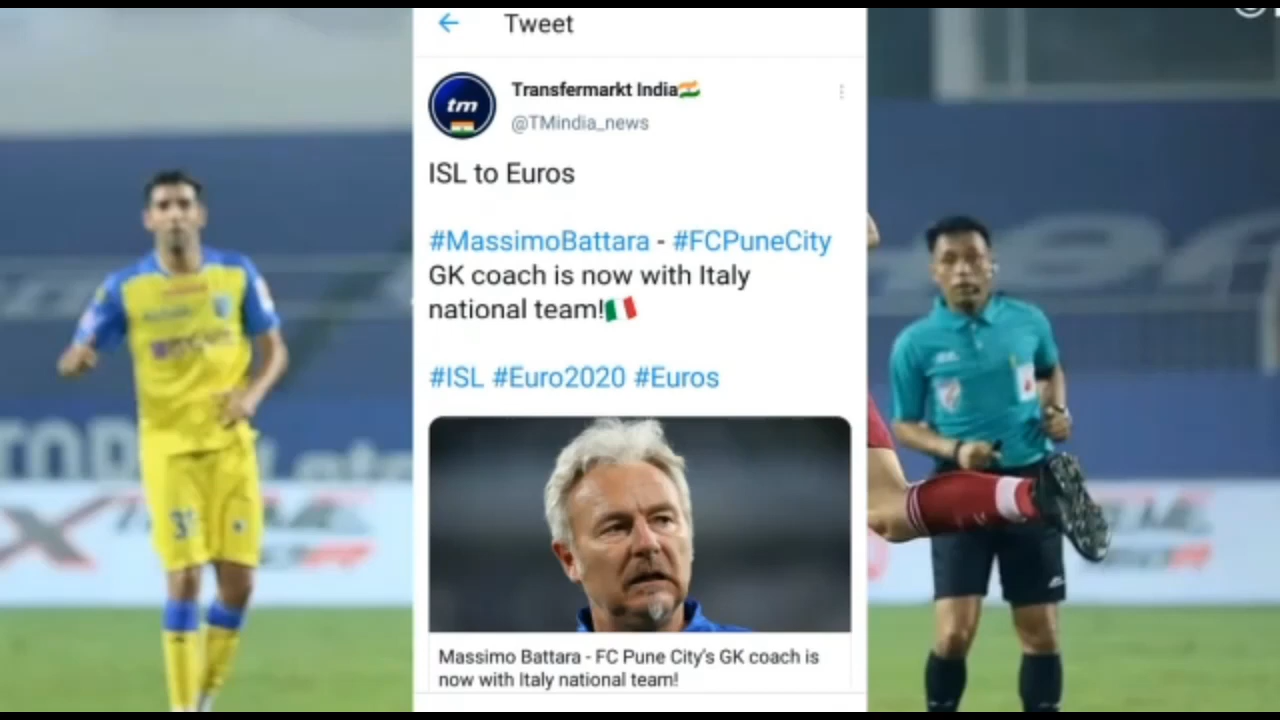 Tweet
tm
Transfermarkt India
@TMindia_news
ISL to Euros
#MassimoBattara - #FCPuneCity
GK coach is now with Italy
national team!
#ISL #Euro2020 #Euros
Massimo Battara - FC Pune City's GK coach is
now with Italy national team!